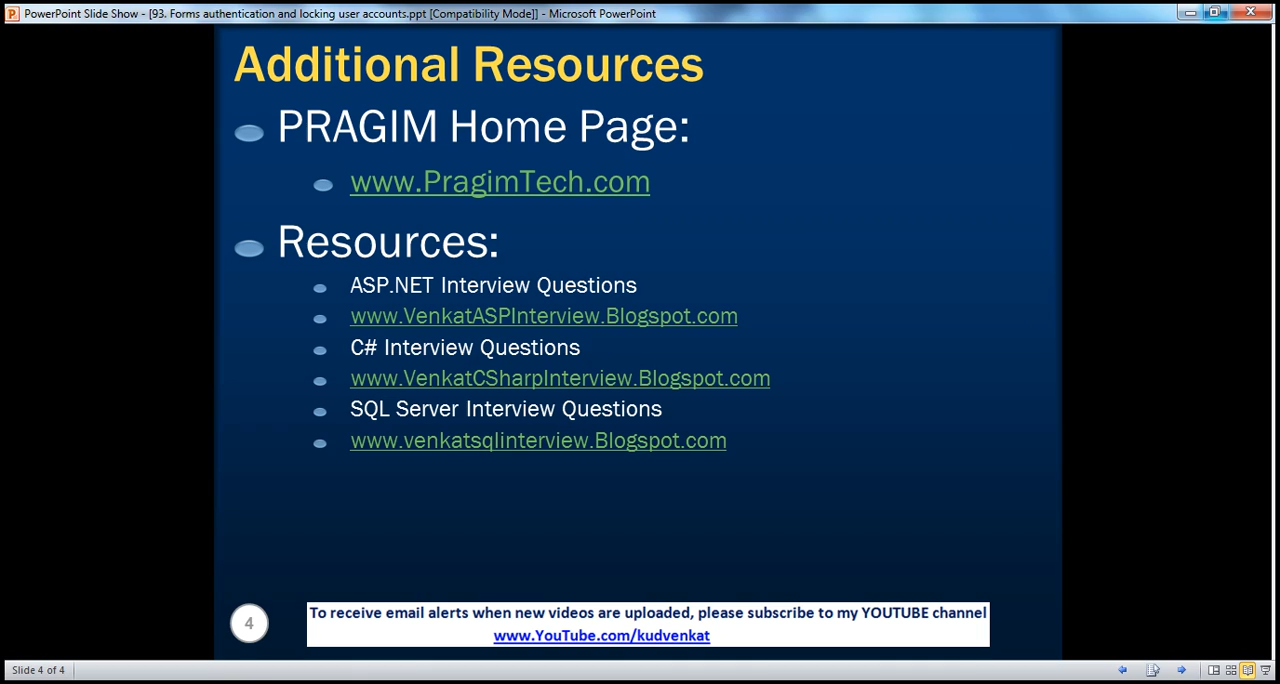 PowerPoint Slide Show - [93. Forms authentication and locking user accounts.ppt [Compatibility Mode]] - Microsoft PowerPoint
Additional Resources
PRAGIM Home Page:
www.PragimTech.com
Resources:
ASP.NET Interview Questions
www.VenkatASPInterview.Blogspot.com
C# Interview Questions
www.VenkatCSharpInterview.Blogspot.com
SQL Server Interview Questions
www.venkatsqlinterview.Blogspot.com
4
To receive email alerts when new videos are uploaded, please subscribe to my YOUTUBE channel
www.YouTube.com/kudvenkat
Slide 4 of 4